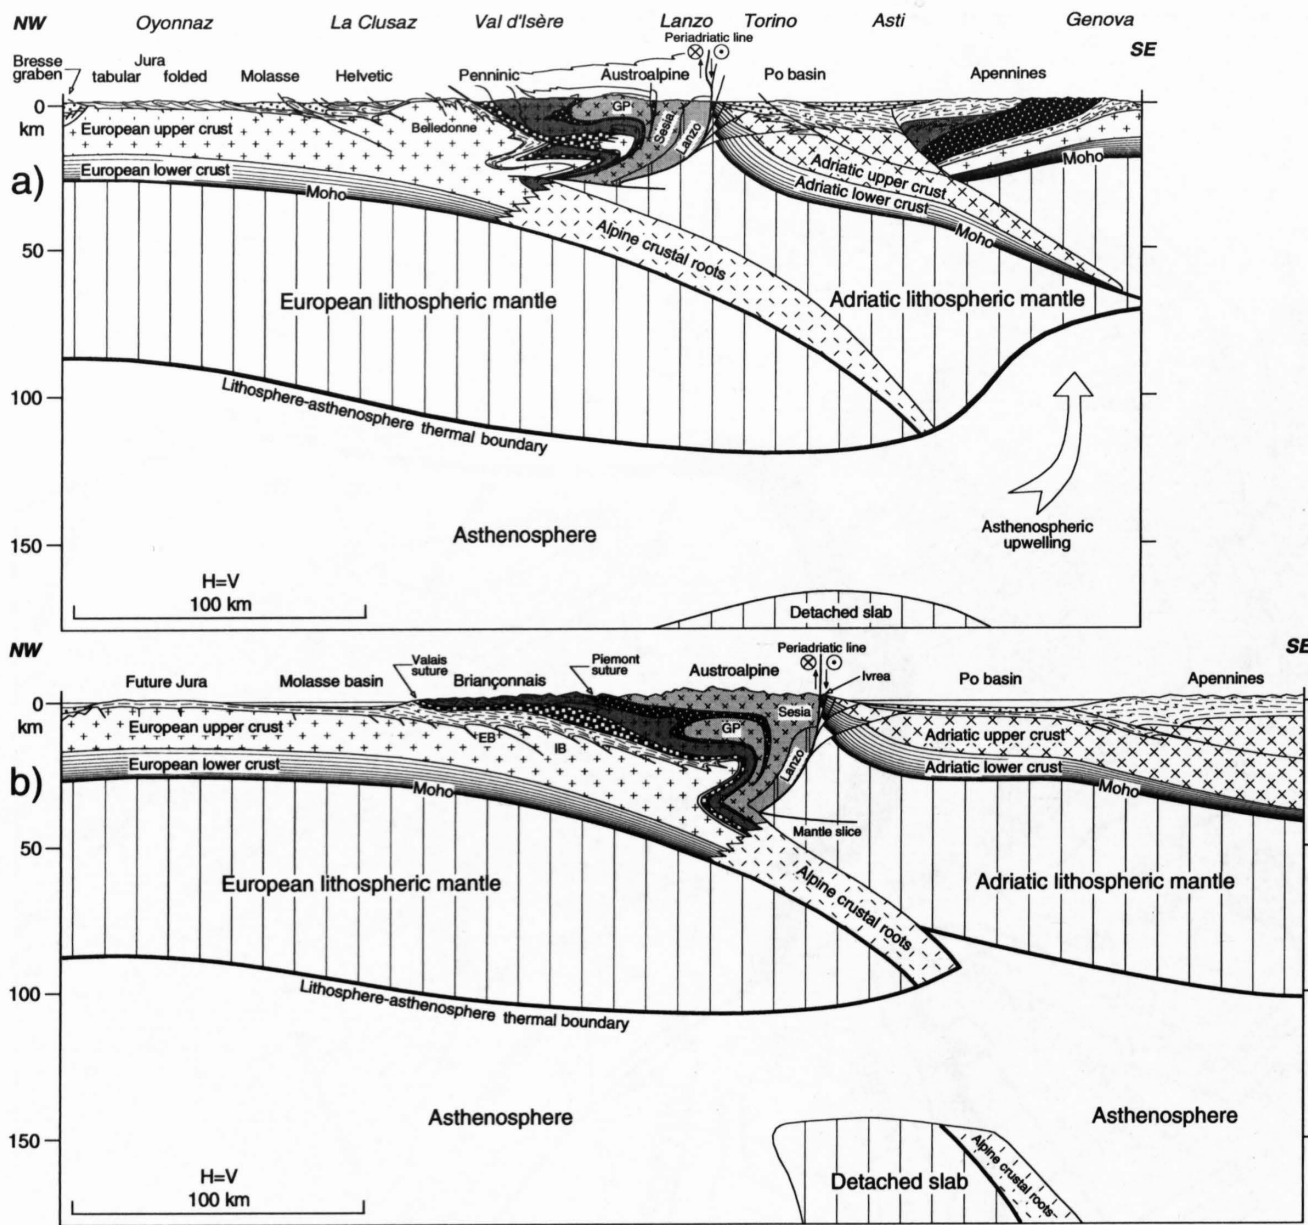 NW Oyonnaz La Clusaz Val d'Isère Lanzo Torino Asti Genova
Periadriatic line
SE
Bresse
graben
Jura
tabular folded Molasse Helvetic Penninic Austroalpine Po basin Apennines
0
km
GP
Sesia
Lanzo
European upper crust
Belledonne
a)
European lower crust
Moho
Adriatic upper crust
Adriatic lower crust
Moho
Moho
50
Alpine crustal roots
European lithospheric mantle
Adriatic lithospheric mantle
100
Lithosphere-asthenosphere thermal boundary
Asthenosphere
Asthenospheric
upwelling
150
H=V
100 km
Detached slab
NW
SE
Valais
suture
Piemont
suture
Periadriatic line
Austroalpine
Ivrea
Future Jura Molasse basin Briançonnais Po basin Apennines
0
km
European upper crust
EB
IB
GP
Sesia
Lanzo
Adriatic upper crust
b)
European lower crust
Moho
Adriatic lower crust
Moho
Mantle slice
50
European lithospheric mantle
Alpine crustal roots
Adriatic lithospheric mantle
100
Lithosphere-asthenosphere thermal boundary
Asthenosphere
Asthenosphere
150
H=V
100 km
Detached slab
Alpine crustal roots